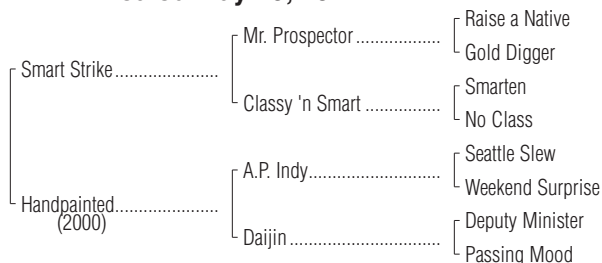 Raise a Native
Mr. Prospector
Gold Digger
Smart Strike
Smarten
Classy 'n Smart
No Class
Seattle Slew
A.P. Indy
Weekend Surprise
Handpainted
(2000)
Deputy Minister
Daijin
Passing Mood